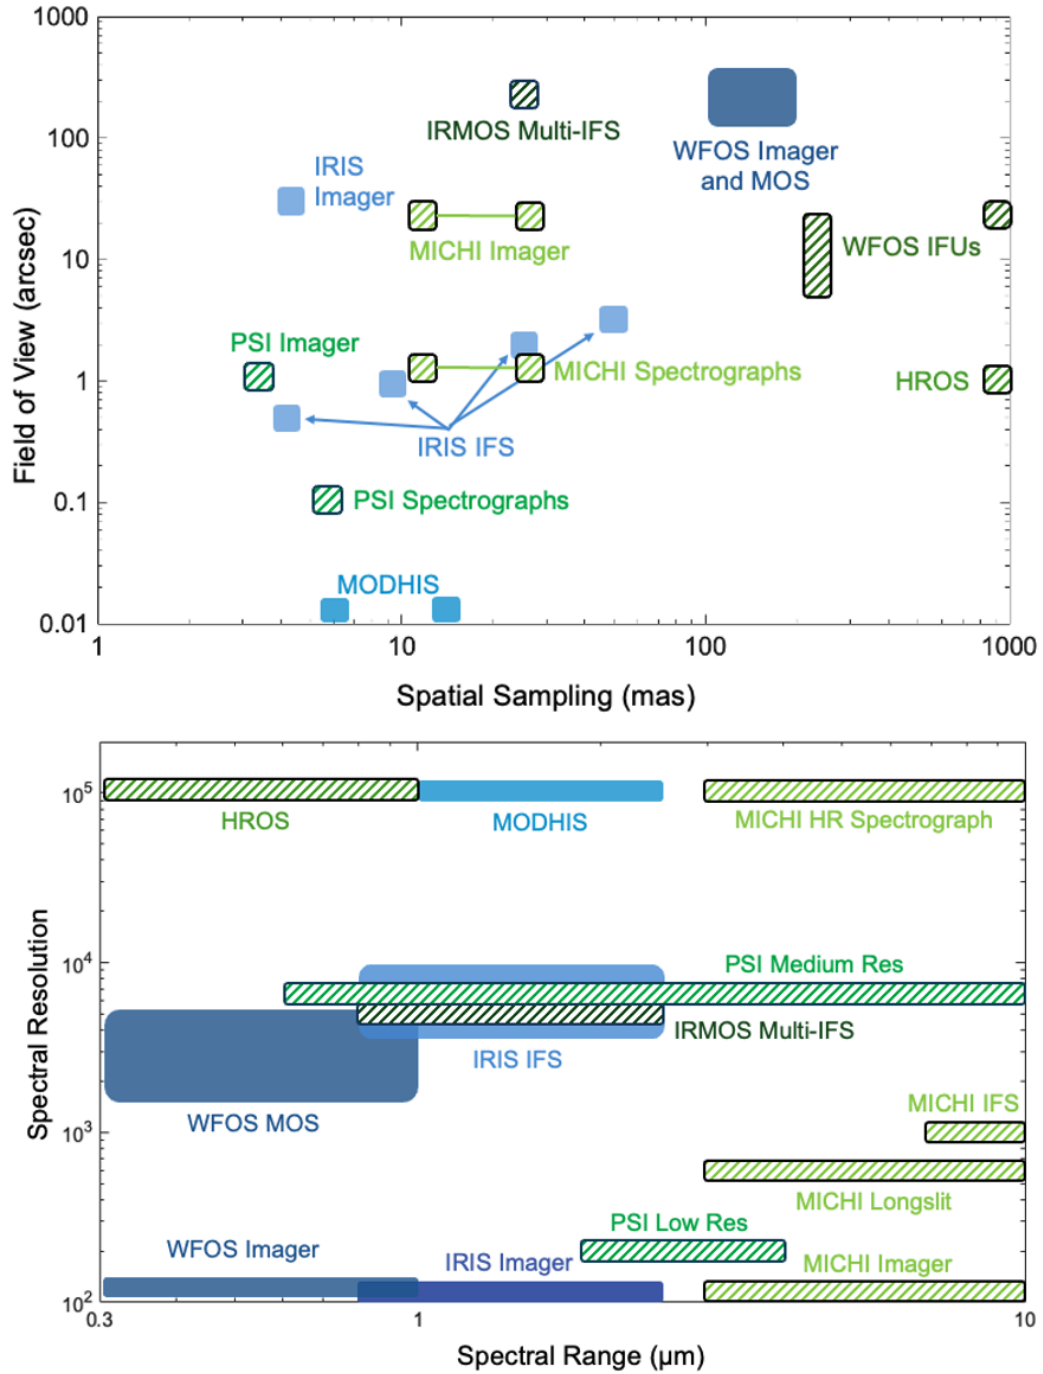 1000
IRMOS Multi-IFS
100
WFOS Imager
and MOS
IRIS
Imager
MICHI Imager
WFOS IFUs
10
Field of View (arcsec)
PSI Imager
MICHI Spectrographs
HROS
1
IRIS IFS
PSI Spectrographs
0.1
MODHIS
0.01
1
10
100
1000
Spatial Sampling (mas)
10⁵
HROS
MODHIS
MICHI HR Spectrograph
10⁴
PSI Medium Res
IRMOS Multi-IFS
IRIS IFS
Spectral Resolution
WFOS MOS
MICHI IFS
10³
MICHI Longslit
PSI Low Res
WFOS Imager
IRIS Imager
MICHI Imager
10²
0.3
1
10
Spectral Range (µm)